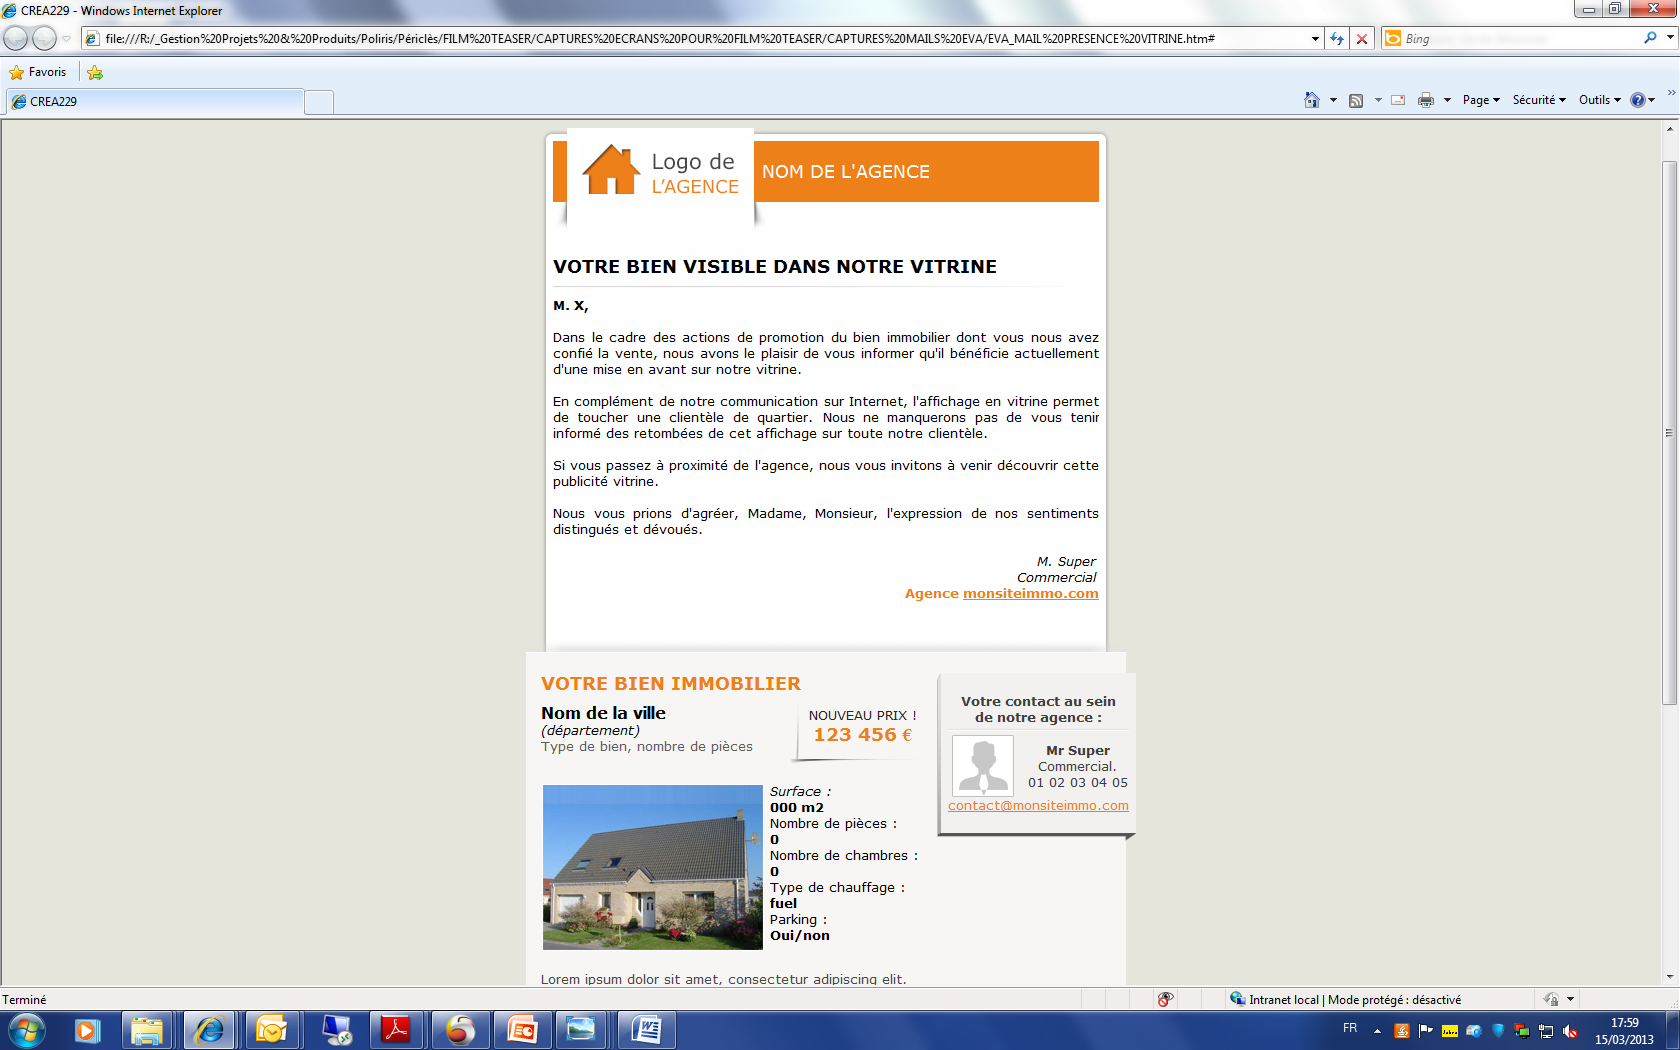 CREA229 - Windows Internet Explorer
file:///R:/_Gestion%20Projets%20&%20Produits/Poliris/Périclès/FILM%20TEASER/CAPTURES%20ECRANS%20POUR%20FILM%20TEASER/CAPTURES%20MAILS%20EVA/EVA_MAIL%20PRESENCE%20VITRINE.htm#
Bing
Favoris
CREA229
Page
Sécurité
Outils
Logo de
L'AGENCE
NOM DE L'AGENCE
VOTRE BIEN VISIBLE DANS NOTRE VITRINE
M. X,
Dans le cadre des actions de promotion du bien immobilier dont vous nous avez
confié la vente, nous avons le plaisir de vous informer qu'il bénéficie actuellement
d'une mise en avant sur notre vitrine.
En complément de notre communication sur Internet, l'affichage en vitrine permet
de toucher une clientèle de quartier. Nous ne manquerons pas de vous tenir
informé des retombées de cet affichage sur toute notre clientèle.
Si vous passez à proximité de l'agence, nous vous invitons à venir découvrir cette
publicité vitrine.
Nous vous prions d'agréer, Madame, Monsieur, l'expression de nos sentiments
distingués et dévoués.
M. Super
Commercial
Agence monsiteimmo.com
VOTRE BIEN IMMOBILIER
Nom de la ville
(département)
Type de bien, nombre de pièces
NOUVEAU PRIX !
123 456 €
Surface :
000 m2
Nombre de pièces :
0
Nombre de chambres :
0
Type de chauffage :
fuel
Parking :
Oui/non
Votre contact au sein
de notre agence :
Mr Super
Commercial.
01 02 03 04 05
contact@monsiteimmo.com
Lorem ipsum dolor sit amet, consectetur adipiscing elit.
Terminé
Intranet local | Mode protégé : désactivé
FR
17:59
15/03/2013